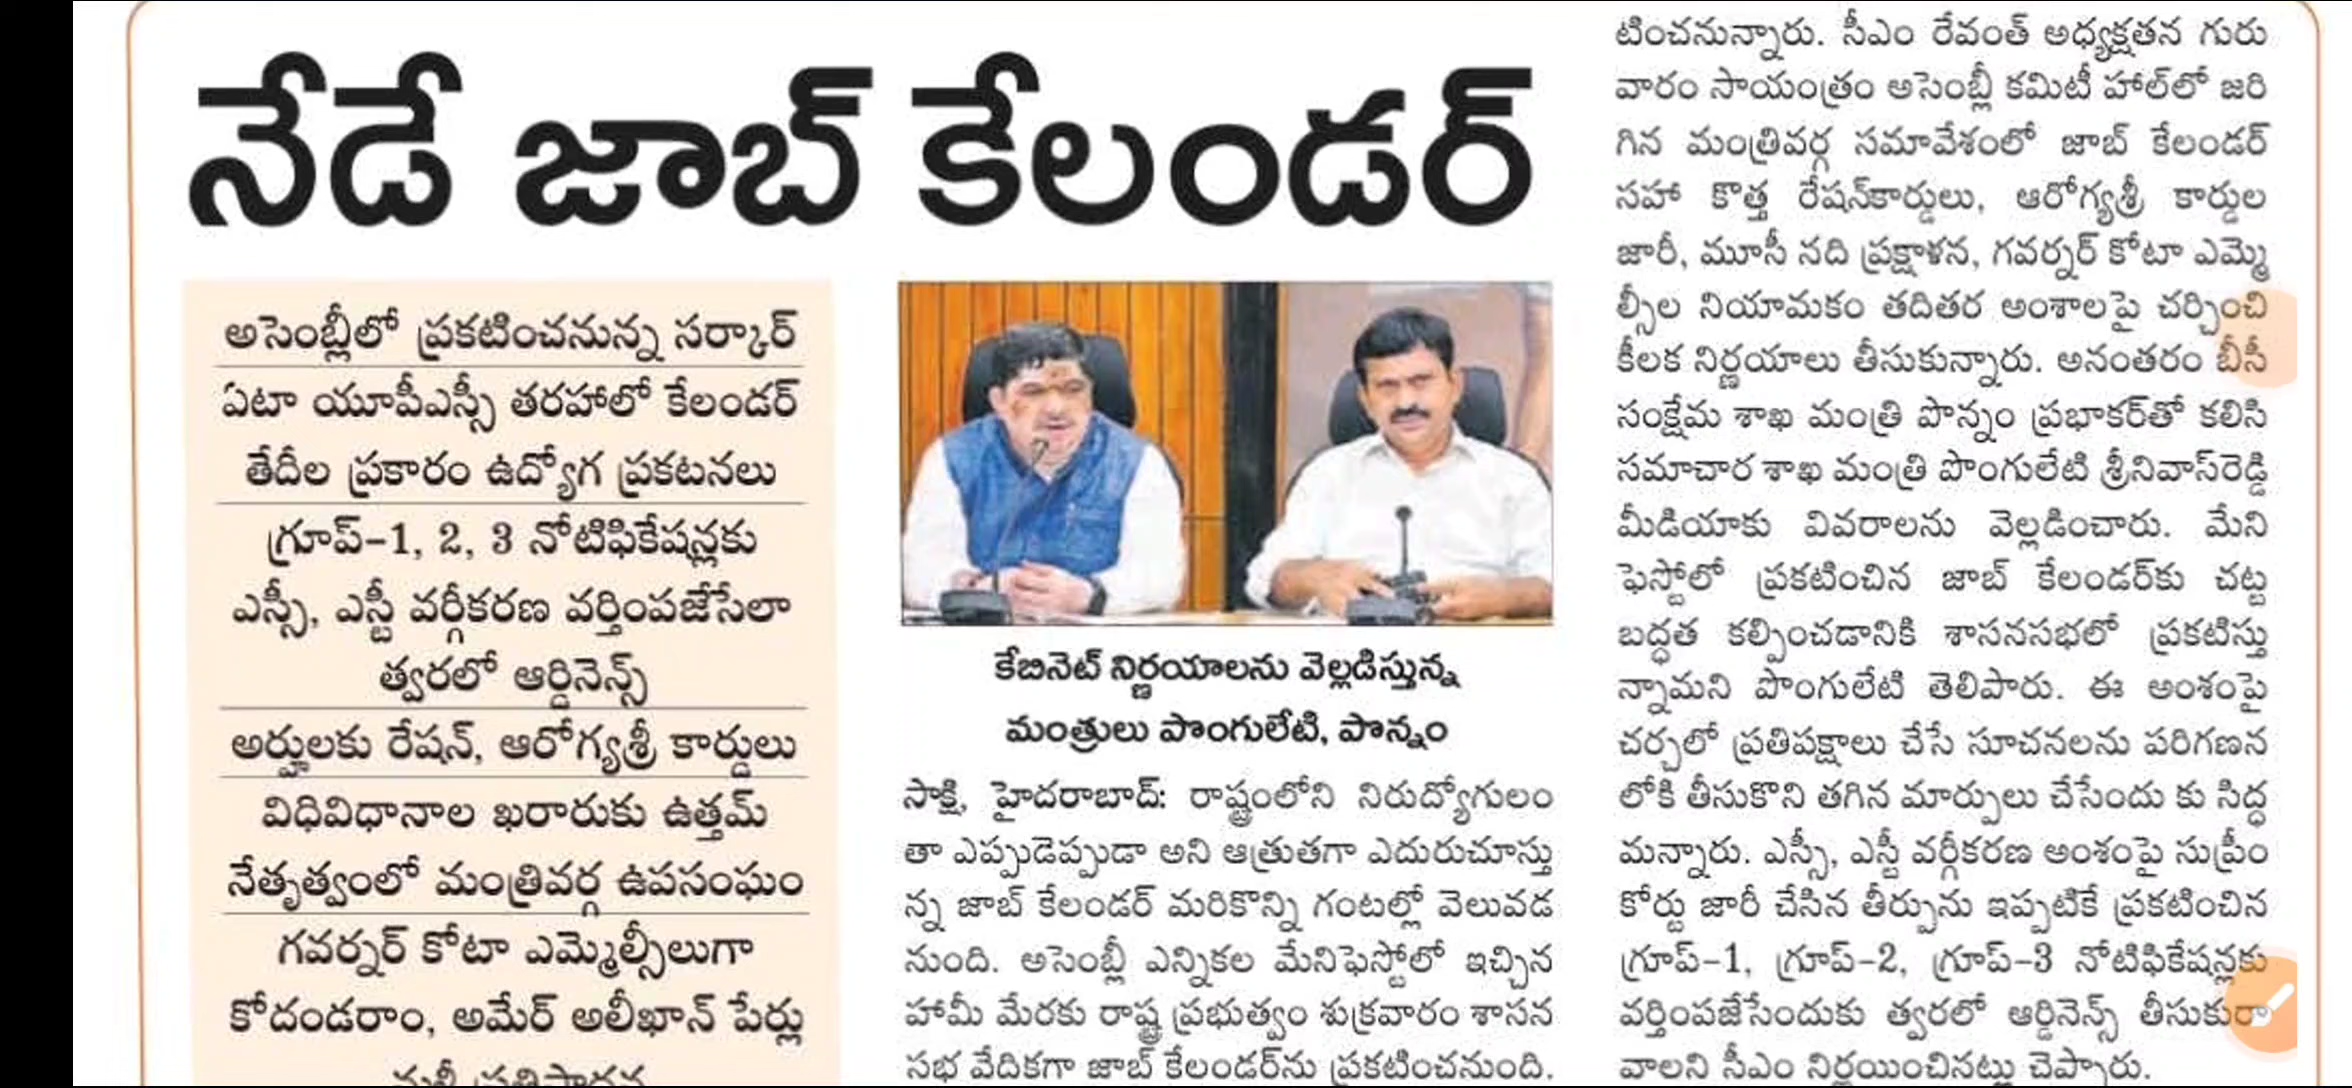 నేడే జాబ్ కేలండర్
అసెంబ్లీలో ప్రకటించనున్న సర్కార్
ఏటా యూపీఎస్సీ తరహాలో కేలండర్
తేదీల ప్రకారం ఉద్యోగ ప్రకటనలు
గ్రూప్–1, 2, 3 నోటిఫికేషన్లకు
ఎస్సీ, ఎస్టీ వర్గీకరణ వర్తింపజేసేలా
త్వరలో ఆర్డినెన్స్
అర్హులకు రేషన్, ఆరోగ్యశ్రీ కార్డులు
విధివిధానాల ఖరారుకు ఉత్తమ్
నేతృత్వంలో మంత్రివర్గ ఉపసంఘం
గవర్నర్ కోటా ఎమ్మెల్సీలుగా
కోదండరాం, అమేర్ అలీఖాన్ పేర్లు
కేబినెట్ నిర్ణయాలను వెల్లడిస్తున్న
మంత్రులు పొంగులేటి, పొన్నం
సాక్షి, హైదరాబాద్: రాష్ట్రంలోని నిరుద్యోగులం
తా ఎప్పుడెప్పుడా అని ఆత్రుతగా ఎదురుచూస్తు
న్న జాబ్ కేలండర్ మరికొన్ని గంటల్లో వెలువడ
నుంది. అసెంబ్లీ ఎన్నికల మేనిఫెస్టోలో ఇచ్చిన
హామీ మేరకు రాష్ట్ర ప్రభుత్వం శుక్రవారం శాసన
సభ వేదికగా జాబ్ కేలండర్‌ను ప్రకటించనుంది.
టించనున్నారు. సీఎం రేవంత్ అధ్యక్షతన గురు
వారం సాయంత్రం అసెంబ్లీ కమిటీ హాల్‌లో జరి
గిన మంత్రివర్గ సమావేశంలో జాబ్ కేలండర్
సహా కొత్త రేషన్‌కార్డులు, ఆరోగ్యశ్రీ కార్డుల
జారీ, మూసీ నది ప్రక్షాళన, గవర్నర్ కోటా ఎమ్మె
ల్సీల నియామకం తదితర అంశాలపై చర్చించి
కీలక నిర్ణయాలు తీసుకున్నారు. అనంతరం బీసీ
సంక్షేమ శాఖ మంత్రి పొన్నం ప్రభాకర్‌తో కలిసి
సమాచార శాఖ మంత్రి పొంగులేటి శ్రీనివాస్‌రెడ్డి
మీడియాకు వివరాలను వెల్లడించారు. మేని
ఫెస్టోలో ప్రకటించిన జాబ్ కేలండర్‌కు చట్ట
బద్ధత కల్పించడానికి శాసనసభలో ప్రకటిస్తు
న్నామని పొంగులేటి తెలిపారు. ఈ అంశంపై
చర్చలో ప్రతిపక్షాలు చేసే సూచనలను పరిగణన
లోకి తీసుకొని తగిన మార్పులు చేసేందు కు సిద్ధ
మన్నారు. ఎస్సీ, ఎస్టీ వర్గీకరణ అంశంపై సుప్రీం
కోర్టు జారీ చేసిన తీర్పును ఇప్పటికే ప్రకటించిన
గ్రూప్–1, గ్రూప్–2, గ్రూప్–3 నోటిఫికేషన్లకు
వర్తింపజేసేందుకు త్వరలో ఆర్డినెన్స్ తీసుకురా
వాలని సీఎం నిర్ణయించినట్టు చెప్పారు.